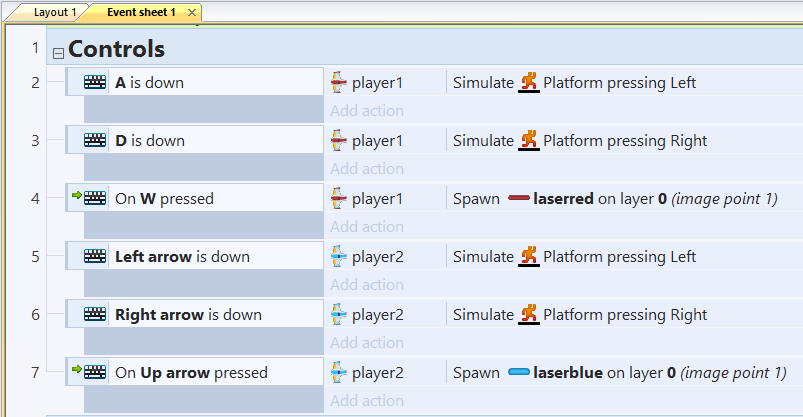 Layout 1 Event sheet 1
1 Controls
2 A is down player1 Simulate Platform pressing Left
Add action
3 D is down player1 Simulate Platform pressing Right
Add action
4 On W pressed player1 Spawn laserred on layer 0 (image point 1)
Add action
5 Left arrow is down player2 Simulate Platform pressing Left
Add action
6 Right arrow is down player2 Simulate Platform pressing Right
Add action
7 On Up arrow pressed player2 Spawn laserblue on layer 0 (image point 1)
Add action